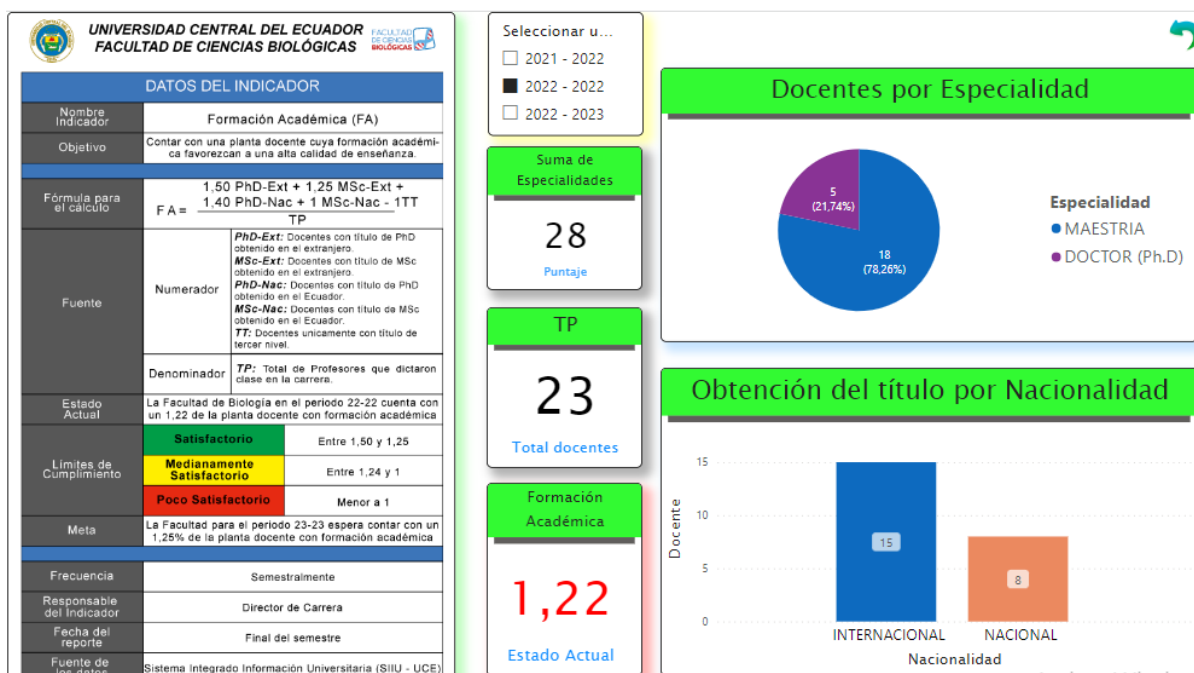 UNIVERSIDAD CENTRAL DEL ECUADOR
FACULTAD DE CIENCIAS BIOLÓGICAS
FACULTAD
DE CIENCIAS
BIOLÓGICAS
DATOS DEL INDICADOR
Nombre
Indicador
Formación Académica (FA)
Objetivo
Contar con una planta docente cuya formación académi-
ca favorezcan a una alta calidad de enseñanza.
Fórmula para
el cálculo
FA=
1,50 PhD-Ext + 1,25 MSc-Ext +
1,40 PhD-Nac + 1 MSc-Nac - 1TT
TP
Fuente
Numerador
PhD-Ext: Docentes con título de PhD
obtenido en el extranjero.
MSc-Ext: Docentes con título de MSc
obtenido en el extranjero.
PhD-Nac: Docentes con título de PhD
obtenido en el Ecuador.
MSc-Nac: Docentes con título de MSc
obtenido en el Ecuador.
TT: Docentes unicamente con título de
tercer nivel.
Denominador
TP: Total de Profesores que dictaron
clase en la carrera.
Estado
Actual
La Facultad de Biología en el periodo 22-22 cuenta con
un 1,22 de la planta docente con formación académica
Límites de
Cumplimiento
Satisfactorio
Entre 1,50 y 1,25
Medianamente
Satisfactorio
Entre 1,24 y 1
Poco Satisfactorio
Menor a 1
Meta
La Facultad para el periodo 23-23 espera contar con un
1,25% de la planta docente con formación académica
Frecuencia
Semestralmente
Responsable
del Indicador
Director de Carrera
Fecha del
reporte
Final del semestre
Fuente de
los datos
Sistema Integrado Información Universitaria (SIIU - UCE)
Seleccionar u...
2021 - 2022
2022 - 2022
2022 - 2023
Suma de
Especialidades
28
Puntaje
TP
23
Total docentes
Formación
Académica
1,22
Estado Actual
Docentes por Especialidad
5
(21,74%)
18
(78,26%)
Especialidad
MAESTRIA
DOCTOR (Ph.D)
Obtención del título por Nacionalidad
Docente
15
10
5
0
15
8
INTERNACIONAL
NACIONAL
Nacionalidad